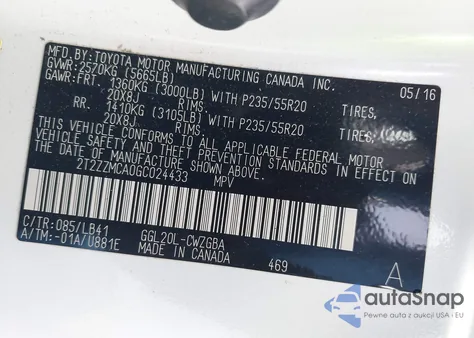 MFD BY: TOYOTA MOTOR MANUFACTURING CANADA INC.
GVWR: 2570KG (5665LB) 05/16
GAWR: FRT. 1360KG (3000LB) WITH P235/55R20 TIRES,
20X8J RIMS,
RR. 1410KG (3105LB) WITH P235/55R20 TIRES,
20X8J RIMS,
THIS VEHICLE CONFORMS TO ALL APPLICABLE FEDERAL MOTOR
VEHICLE SAFETY AND THEFT PREVENTION STANDARDS IN EFFECT ON
THE DATE OF MANUFACTURE SHOWN ABOVE.
2T2ZZMCA0GC024433 MPV
C/TR: 085/LB41 GGL20L-CWZGBA
A/TM: -01A/U881E MADE IN CANADA 469 A
autoSnap
Pewne auta z aukcji USA i EU